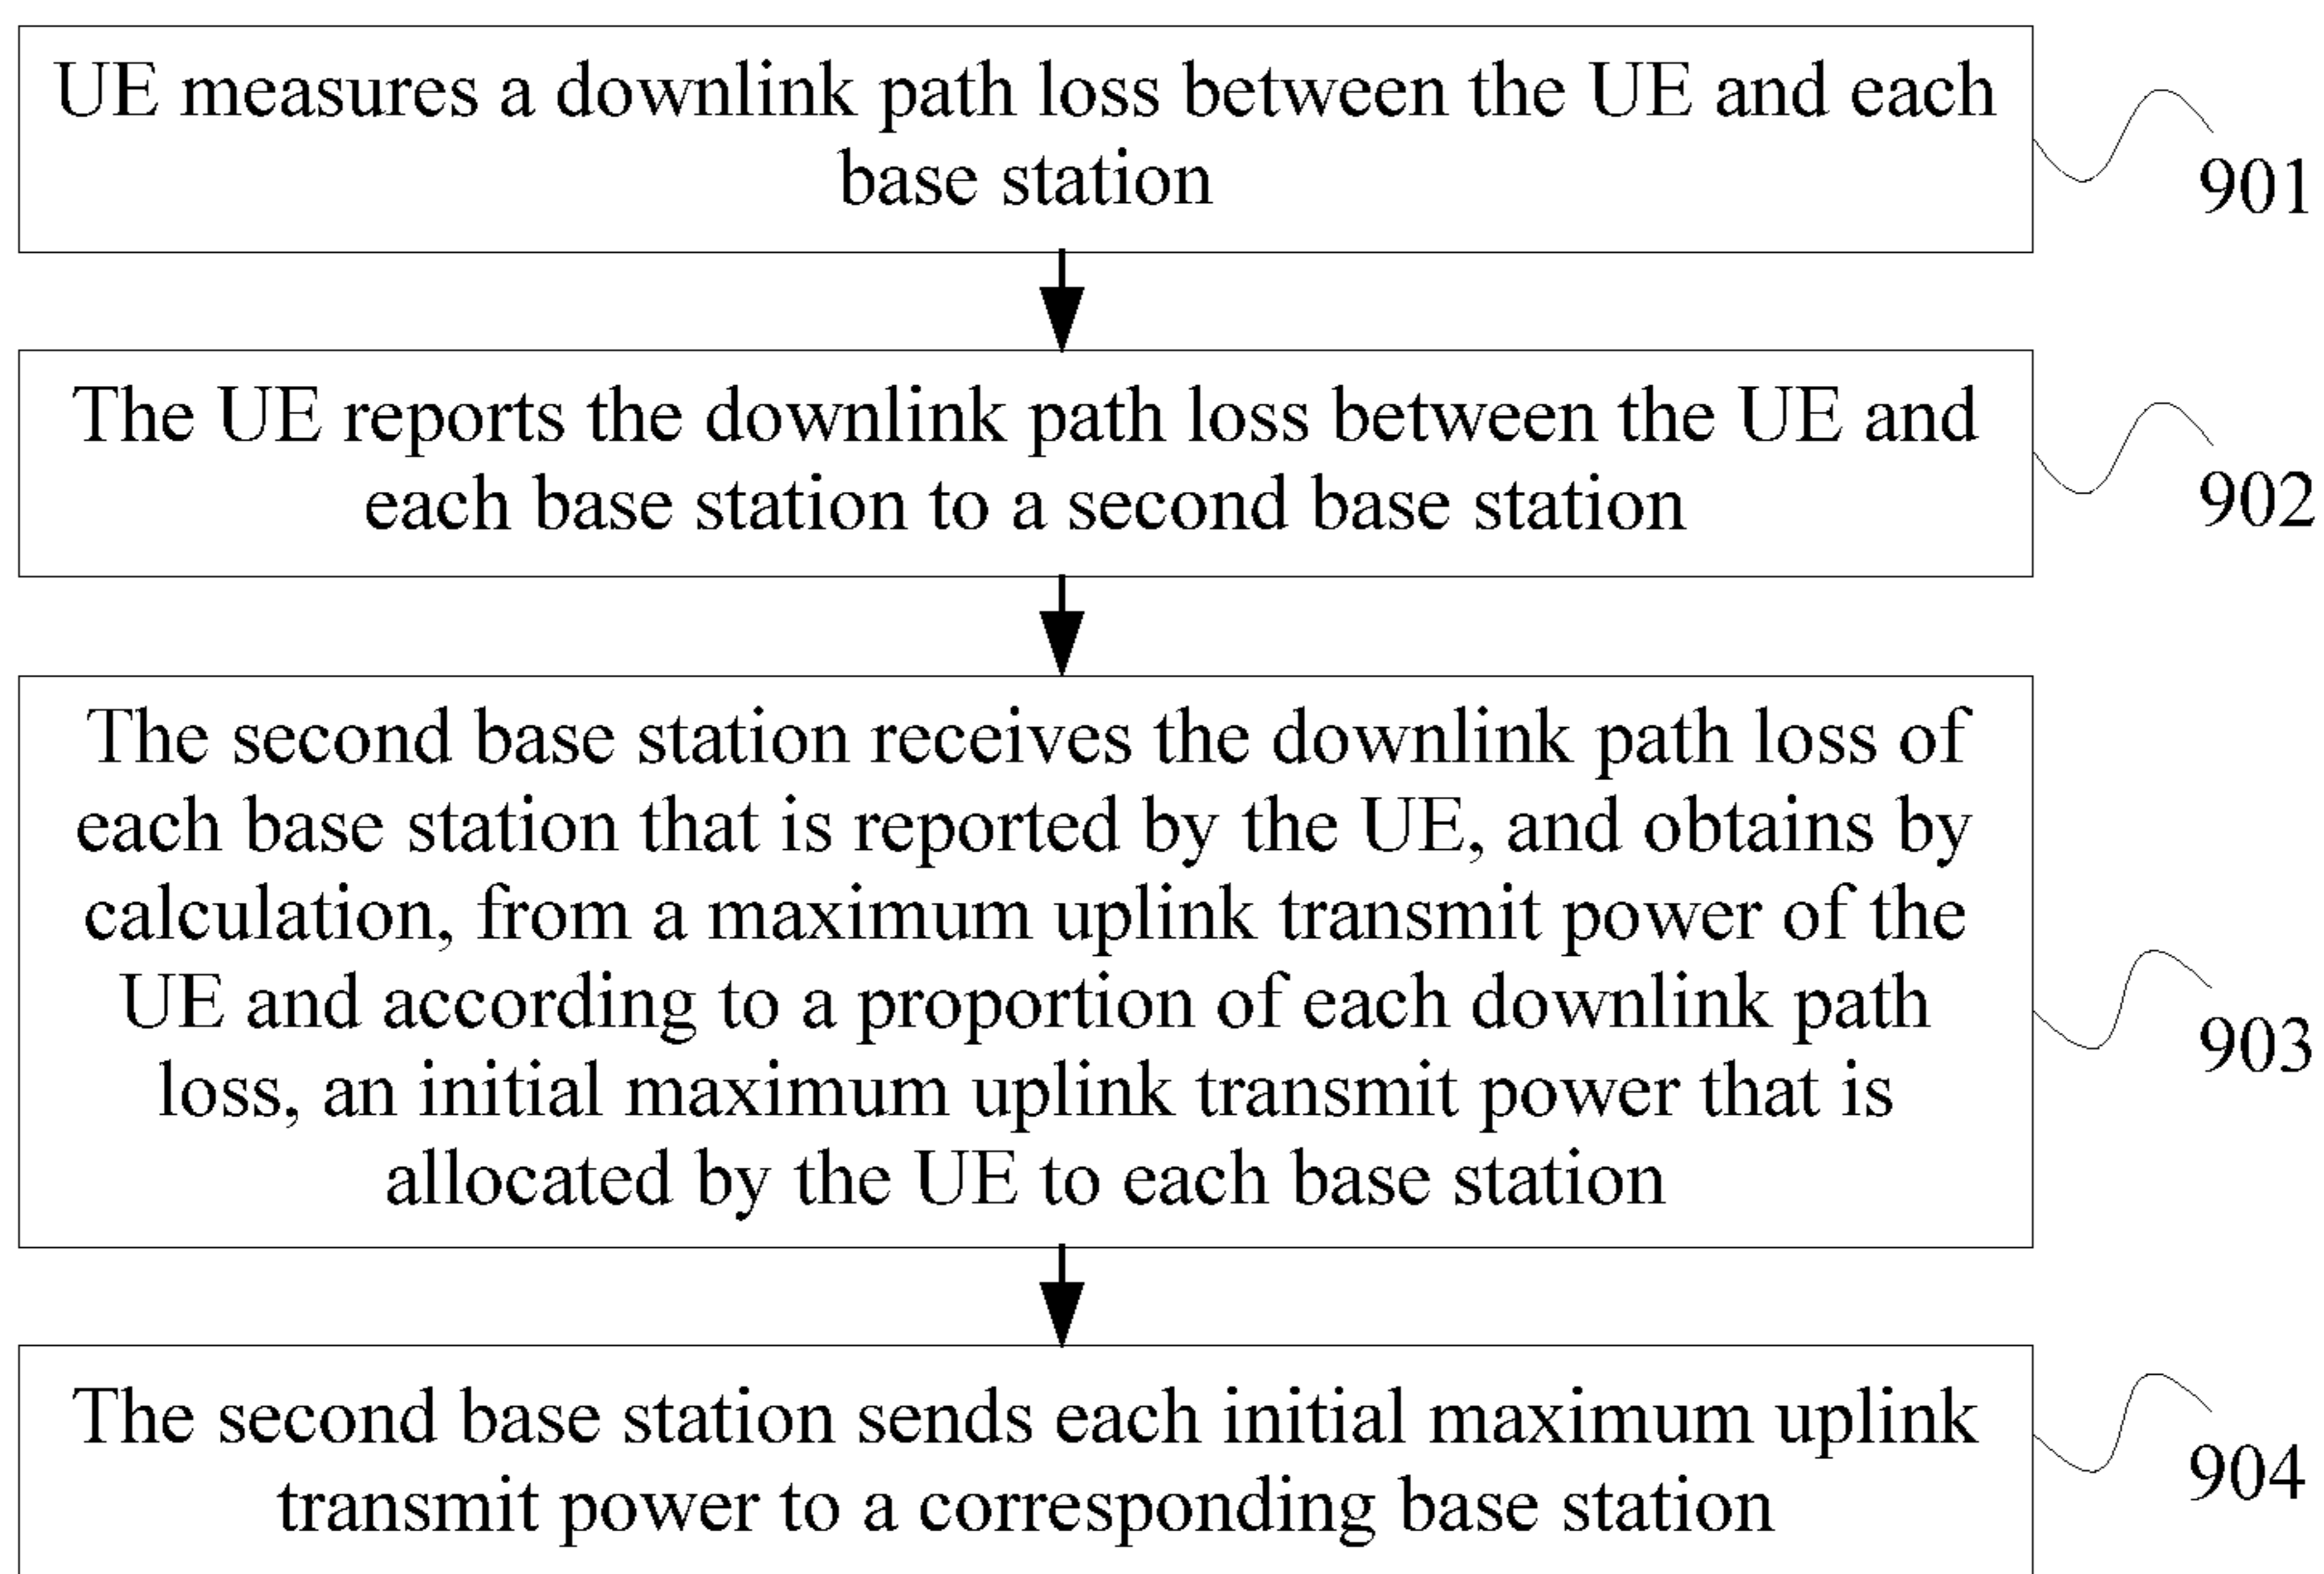 UE measures a downlink path loss between the UE and each
base station
901
The UE reports the downlink path loss between the UE and
each base station to a second base station
902
The second base station receives the downlink path loss of
each base station that is reported by the UE, and obtains by
calculation, from a maximum uplink transmit power of the
UE and according to a proportion of each downlink path
loss, an initial maximum uplink transmit power that is
allocated by the UE to each base station
903
The second base station sends each initial maximum uplink
transmit power to a corresponding base station
904